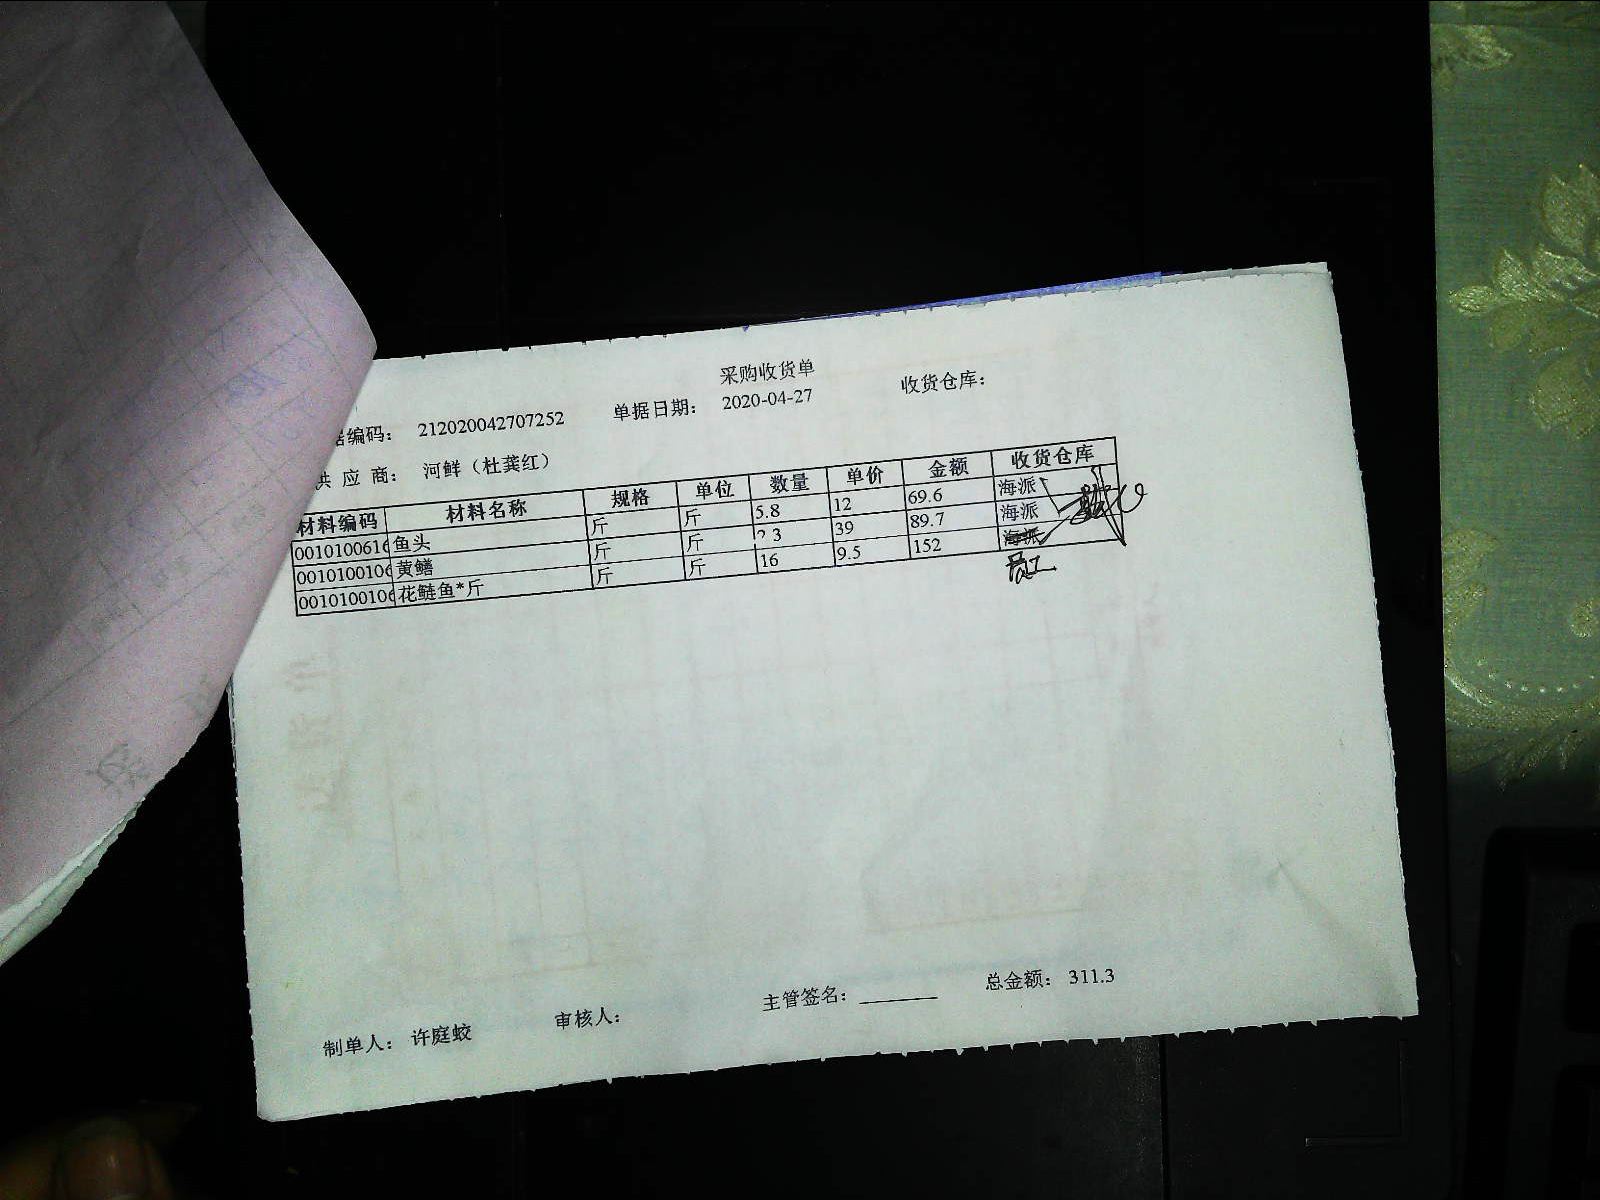 采购收货单
据编码： 212020042707252 单据日期： 2020-04-27 收货仓库：
供 应 商： 河鲜（杜龚红）
材料编码 材料名称 规格 单位 数量 单价 金额 收货仓库
0010100616 鱼头 斤 斤 5.8 12 69.6 海派
001010010 黄鳝 斤 斤 2.3 39 89.7 海派
001010010 花鲢鱼*斤 斤 斤 16 9.5 152 海派
员工
制单人： 许庭蛟 审核人： 主管签名： 总金额： 311.3